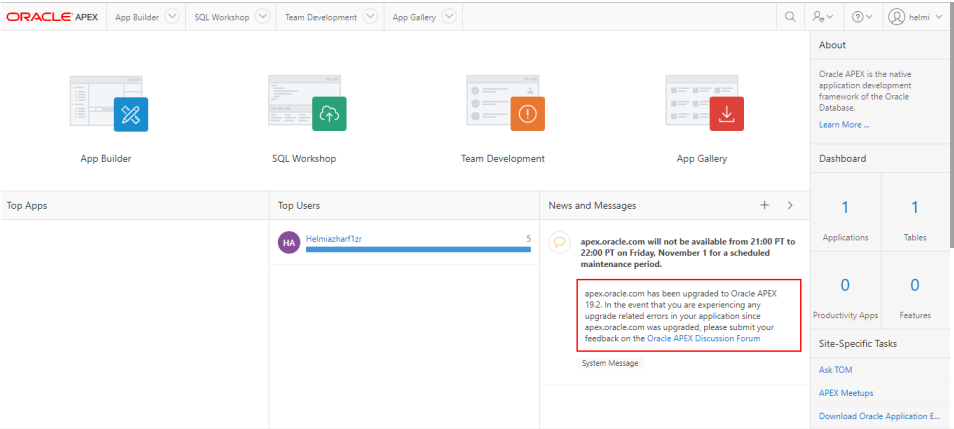 ORACLE APEX App Builder SQL Workshop Team Development App Gallery helmi
App Builder
SQL Workshop
Team Development
App Gallery
Top Apps
Top Users
HA Helmiazharf1zr 5
News and Messages
apex.oracle.com will not be available from 21:00 PT to
22:00 PT on Friday, November 1 for a scheduled
maintenance period.
apex.oracle.com has been upgraded to Oracle APEX
19.2. In the event that you are experiencing any
upgrade related errors in your application since
apex.oracle.com was upgraded, please submit your
feedback on the Oracle APEX Discussion Forum
System Message
About
Oracle APEX is the native
application development
framework of the Oracle
Database.
Learn More ...
Dashboard
1
Applications
1
Tables
0
Productivity Apps
0
Features
Site-Specific Tasks
Ask TOM
APEX Meetups
Download Oracle Application E...